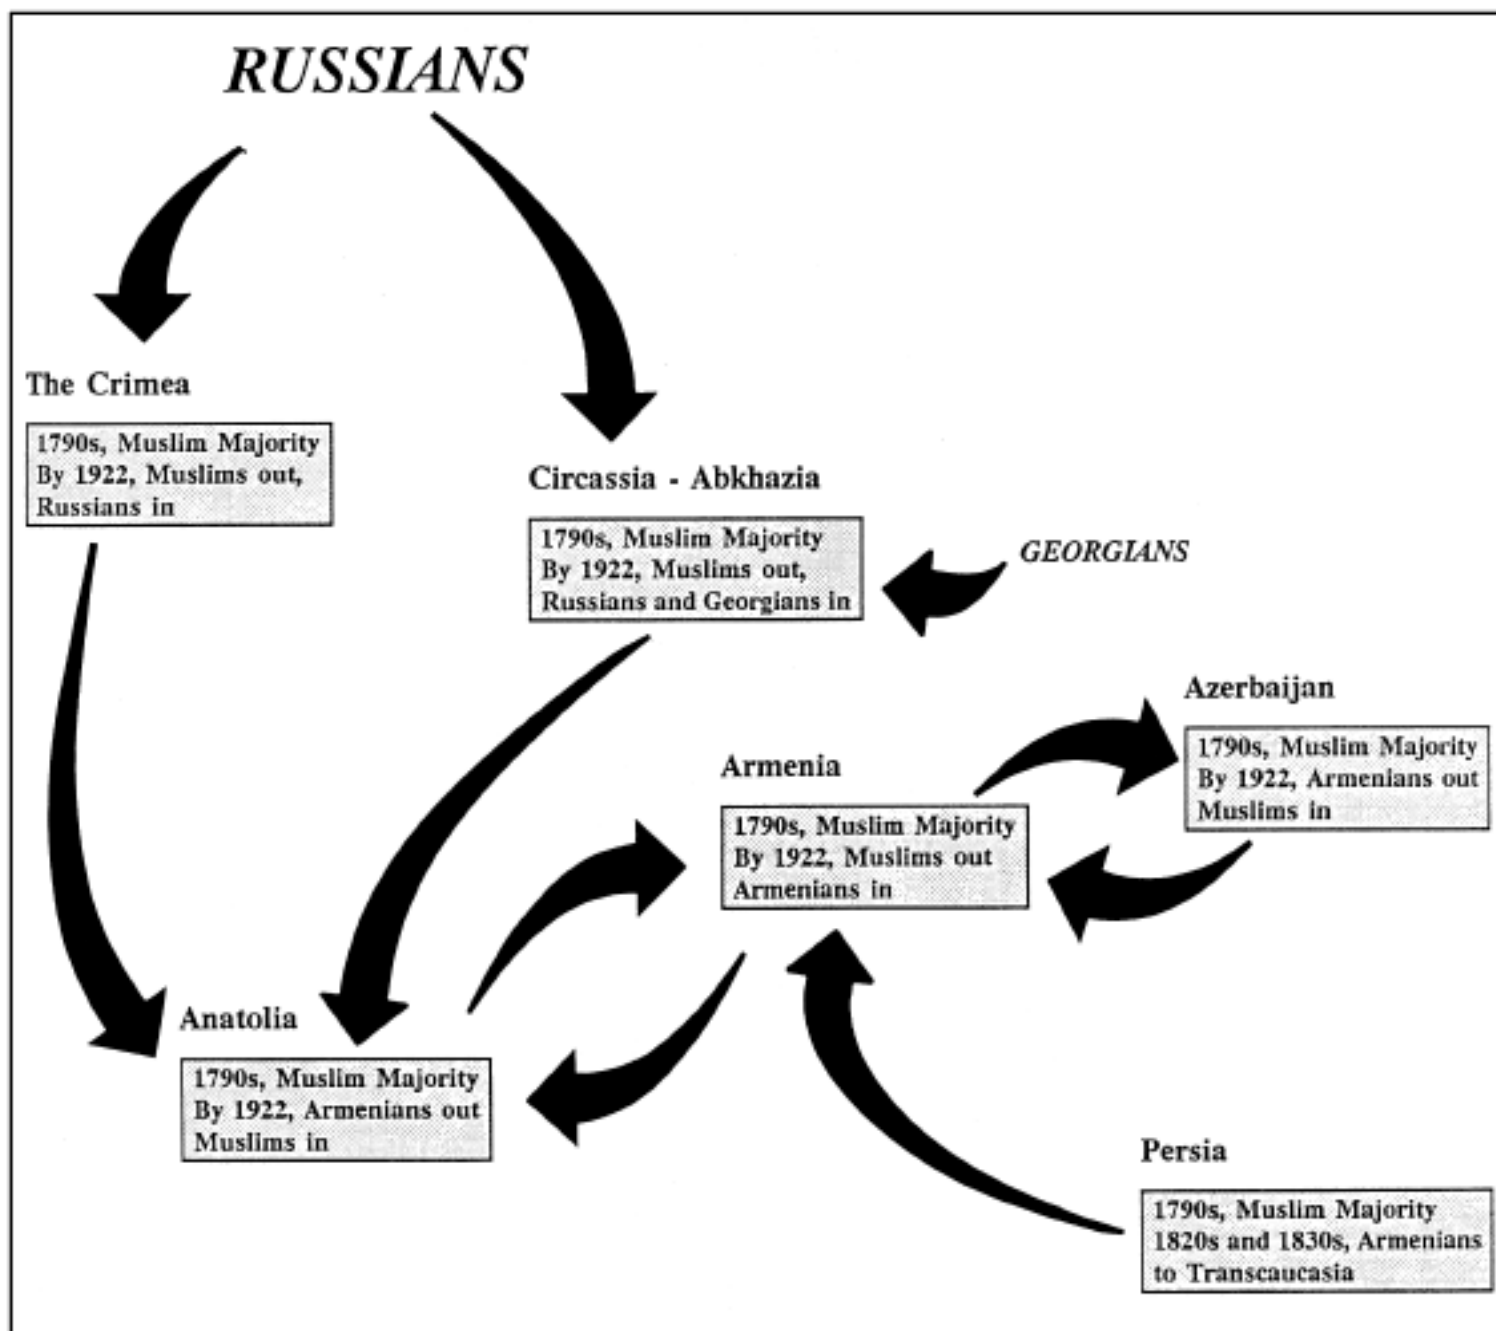 RUSSIANS
The Crimea
1790s, Muslim Majority
By 1922, Muslims out,
Russians in
Circassia - Abkhazia
1790s, Muslim Majority
By 1922, Muslims out,
Russians and Georgians in
GEORGIANS
Azerbaijan
1790s, Muslim Majority
By 1922, Armenians out
Muslims in
Armenia
1790s, Muslim Majority
By 1922, Muslims out
Armenians in
Anatolia
1790s, Muslim Majority
By 1922, Armenians out
Muslims in
Persia
1790s, Muslim Majority
1820s and 1830s, Armenians
to Transcaucasia